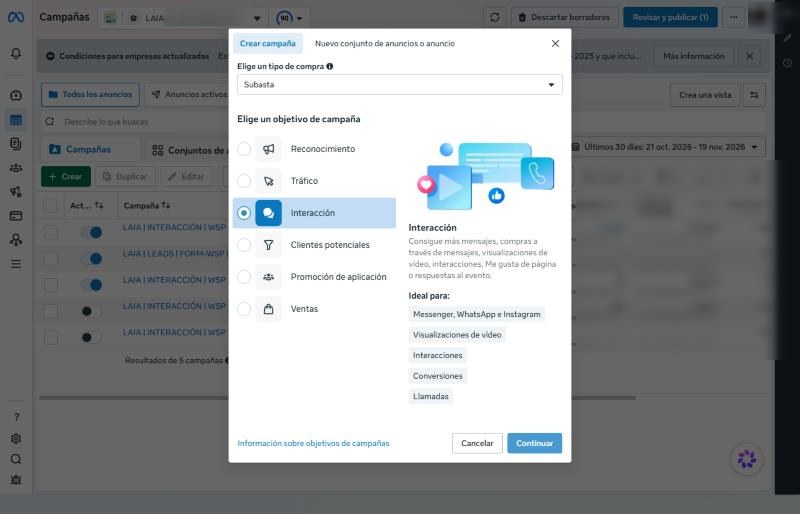 Campañas
LAIA
90
Descartar borradores
Revisar y publicar (1)
Condiciones para empresas actualizadas
2025 y que inclu...
Más información
Todos los anuncios
Anuncios activos
Crea una vista
Describe lo que buscas
Campañas
Conjuntos de a
Últimos 30 días: 21 oct. 2026 - 19 nov. 2026
+ Crear
Duplicar
Editar
Act...
Campaña
LAIA | INTERACCIÓN | WSP
LAIA | LEADS | FORM-WSP |
LAIA | INTERACCIÓN | WSP
LAIA | INTERACCIÓN | WSP
Resultados de 5 campañas
Crear campaña
Nuevo conjunto de anuncios o anuncio
Elige un tipo de compra
Subasta
Elige un objetivo de campaña
Reconocimiento
Tráfico
Interacción
Clientes potenciales
Promoción de aplicación
Ventas
Interacción
Consigue más mensajes, compras a
través de mensajes, visualizaciones de
vídeo, interacciones, Me gusta de página
o respuestas al evento.
Ideal para:
Messenger, WhatsApp e Instagram
Visualizaciones de vídeo
Interacciones
Conversiones
Llamadas
Información sobre objetivos de campañas
Cancelar
Continuar